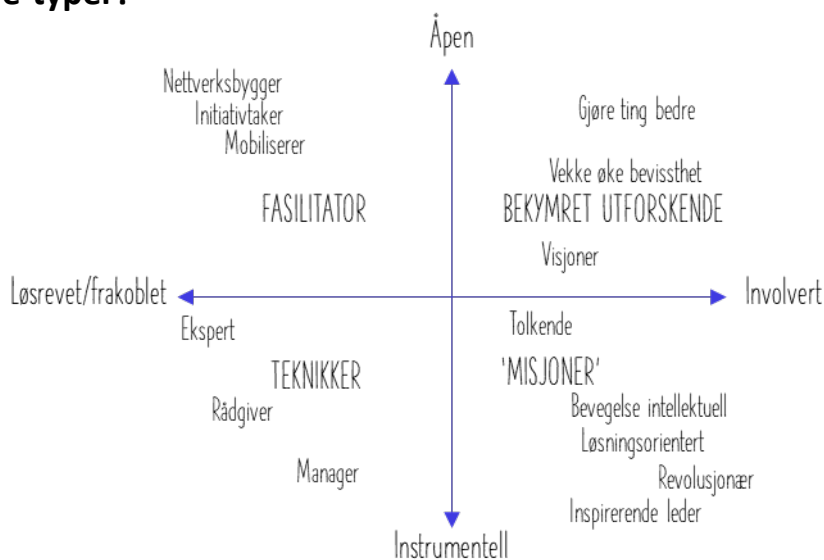 e typer?
Åpen
Nettverksbygger
Initiativtaker
Mobiliserer
Gjøre ting bedre
Vekke øke bevissthet
FASILITATOR
BEKYMRET UTFORSKENDE
Visjoner
Løsrevet/frakoblet
Involvert
Ekspert
Tolkende
TEKNIKKER
'MISJONER'
Rådgiver
Bevegelse intellektuell
Løsningsorientert
Manager
Revolusjonær
Inspirerende leder
Instrumentell